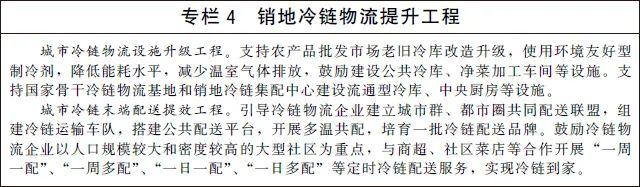 专栏 4 销地冷链物流提升工程
城市冷链物流设施升级工程。支持农产品批发市场老旧冷库改造升级，使用环境友好型
制冷剂，降低能耗水平，减少温室气体排放，鼓励建设公共冷库、净菜加工车间等设施。支
持国家骨干冷链物流基地和销地冷链集配中心建设流通型冷库、中央厨房等设施。
城市冷链末端配送提效工程。引导冷链物流企业建立城市群、都市圈共同配送联盟，组
建冷链运输车队，搭建公共配送平台，开展多温共配，培育一批冷链配送品牌。鼓励冷链物
流企业以人口规模较大和密度较高的大型社区为重点，与商超、社区菜店等合作开展“一周
一配”、“一周多配”、“一日一配”、“一日多配”等定时冷链配送服务，实现冷链到家。